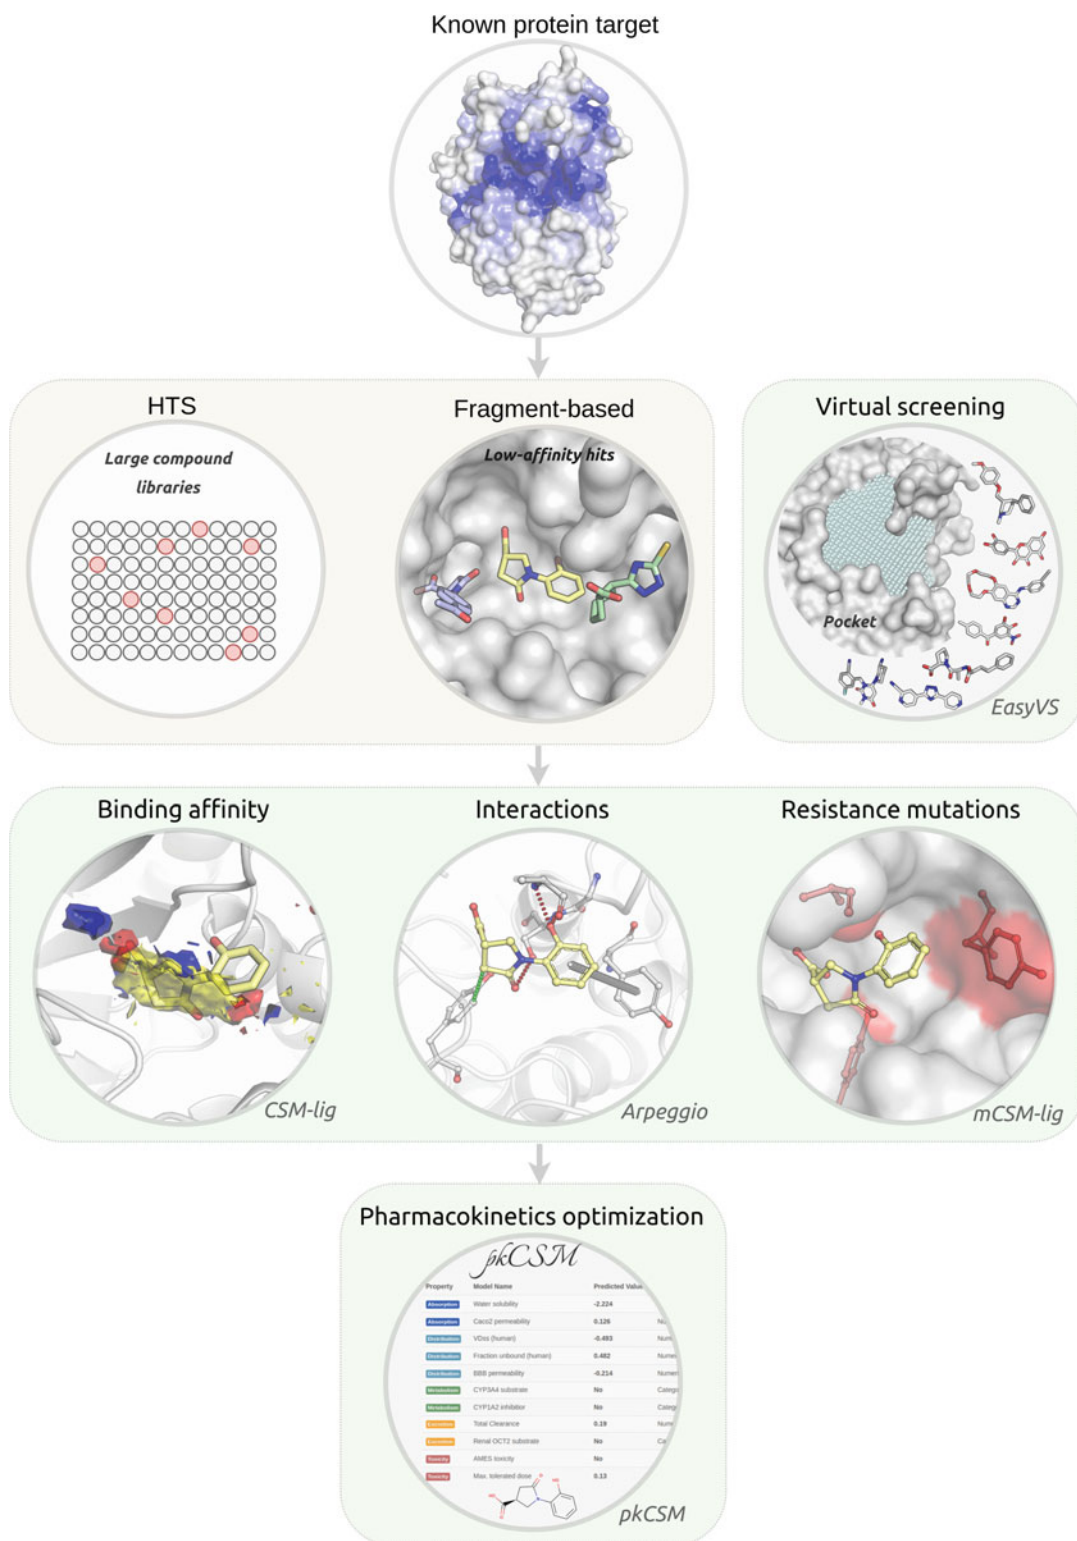 Known protein target
HTS
Fragment-based
Virtual screening
Large compound
libraries
Low-affinity hits
Pocket
EasyVS
Binding affinity
Interactions
Resistance mutations
CSM-lig
Arpeggio
mCSM-lig
Pharmacokinetics optimization
pkCSM
Property Model Name Predicted Value
Absorption Water solubility -2.224
Absorption Caco2 permeability 0.126
Distribution VDss (human) -0.493
Distribution Fraction unbound (human) 0.482
Distribution BBB permeability -0.214
Metabolism CYP3A4 substrate No
Metabolism CYP1A2 inhibitor No
Excretion Total Clearance 0.19
Excretion Renal OCT2 substrate No
Toxicity AMES toxicity No
Toxicity Max. tolerated dose 0.13
pkCSM